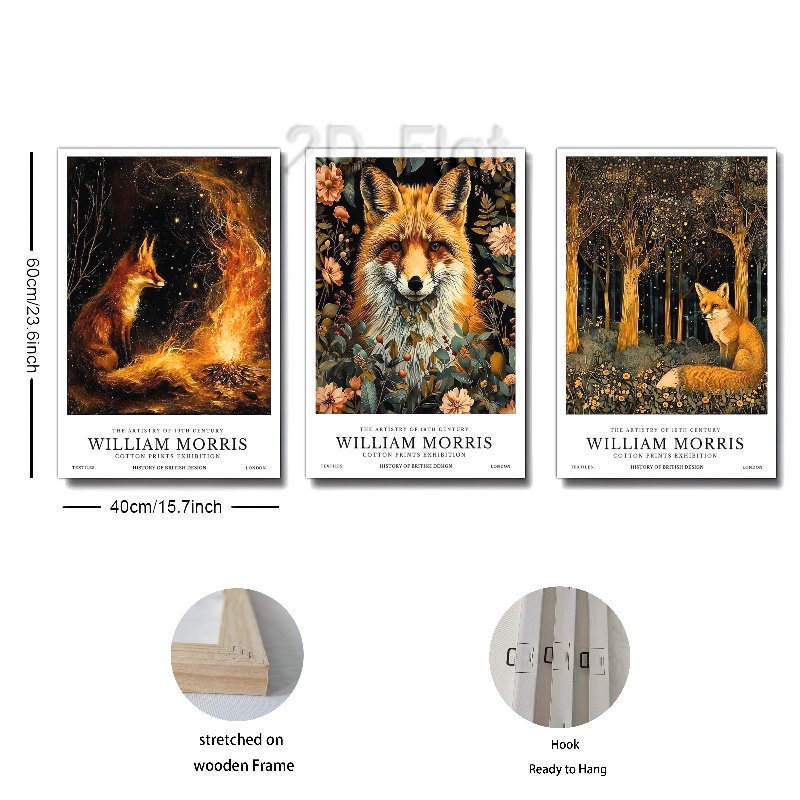 2D Flat
60cm/23.6inch
THE ARTISTRY OF 19TH CENTURY
WILLIAM MORRIS
COTTON PRINTS EXHIBITION
TEXTILES HISTORY OF BRITISH DESIGN LONDON
THE ARTISTRY OF 19TH CENTURY
WILLIAM MORRIS
COTTON PRINTS EXHIBITION
TEXTILES HISTORY OF BRITISH DESIGN LONDON
THE ARTISTRY OF 19TH CENTURY
WILLIAM MORRIS
COTTON PRINTS EXHIBITION
TEXTILES HISTORY OF BRITISH DESIGN LONDON
40cm/15.7inch
stretched on
wooden Frame
Hook
Ready to Hang